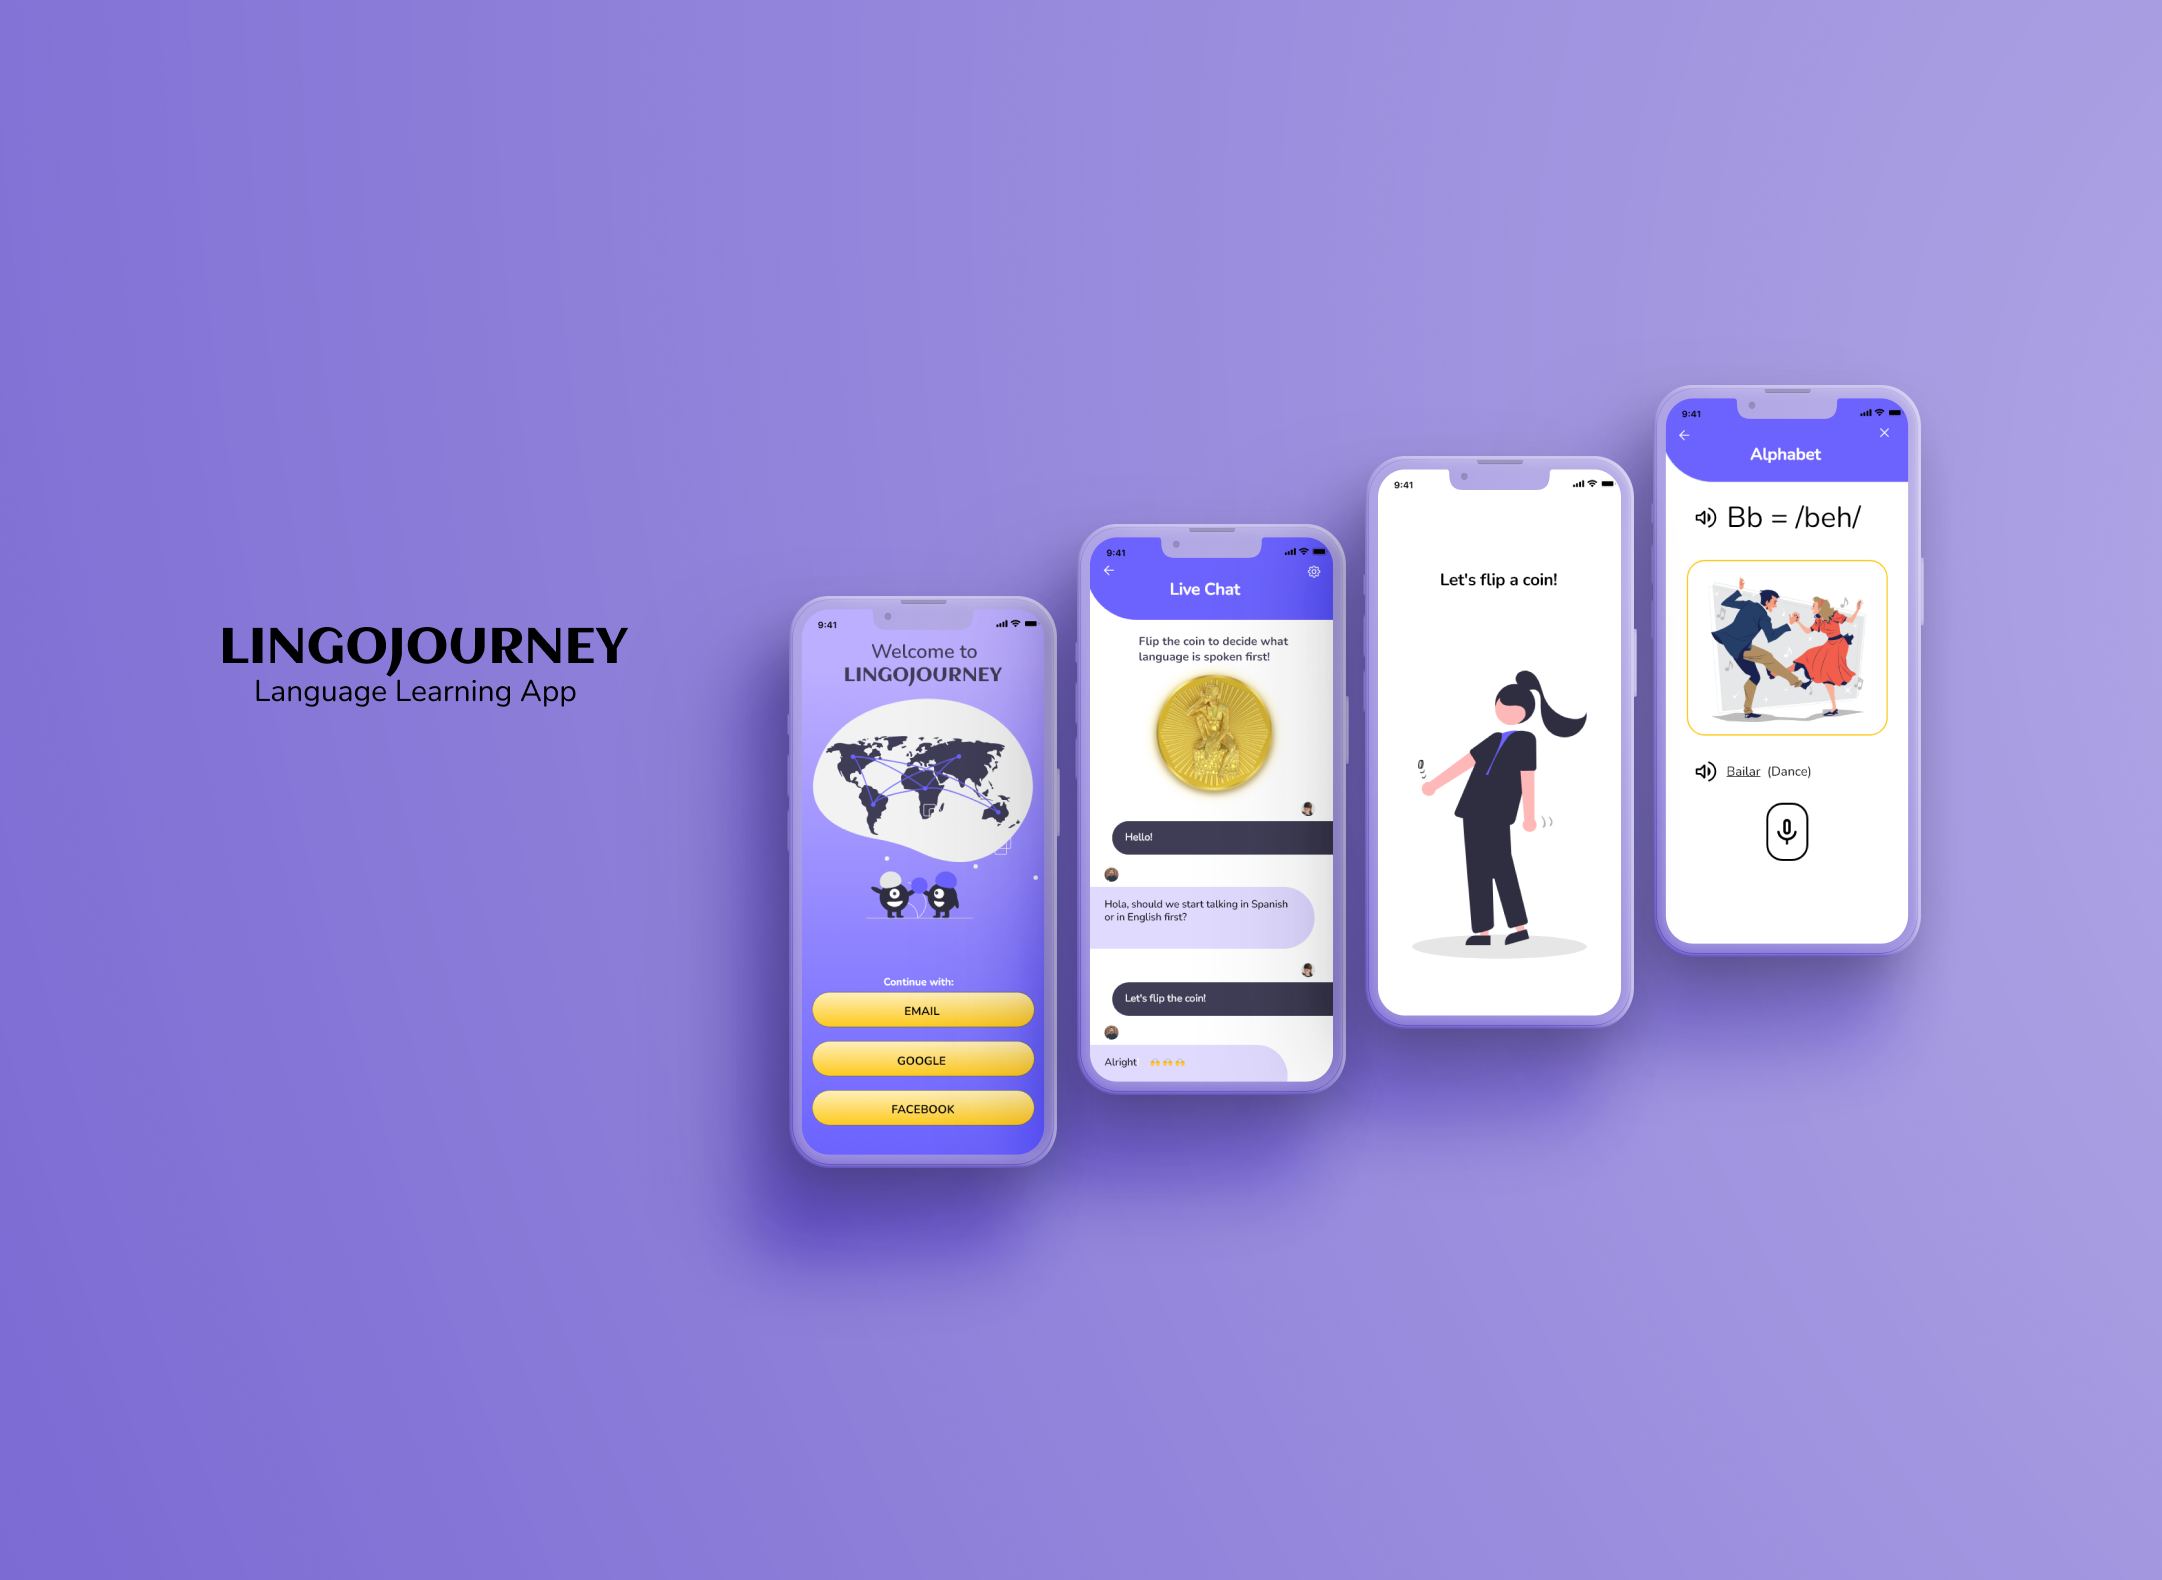 LINGOJOURNEY
Language Learning App
9:41
Welcome to
LINGOJOURNEY
Continue with:
EMAIL
GOOGLE
FACEBOOK
9:41
Live Chat
Flip the coin to decide what
language is spoken first!
Hello!
Hola, should we start talking in Spanish
or in English first?
Let's flip the coin!
Alright 🙌🙌🙌
9:41
Let's flip a coin!
9:41
Alphabet
Bb = /beh/
Bailar (Dance)